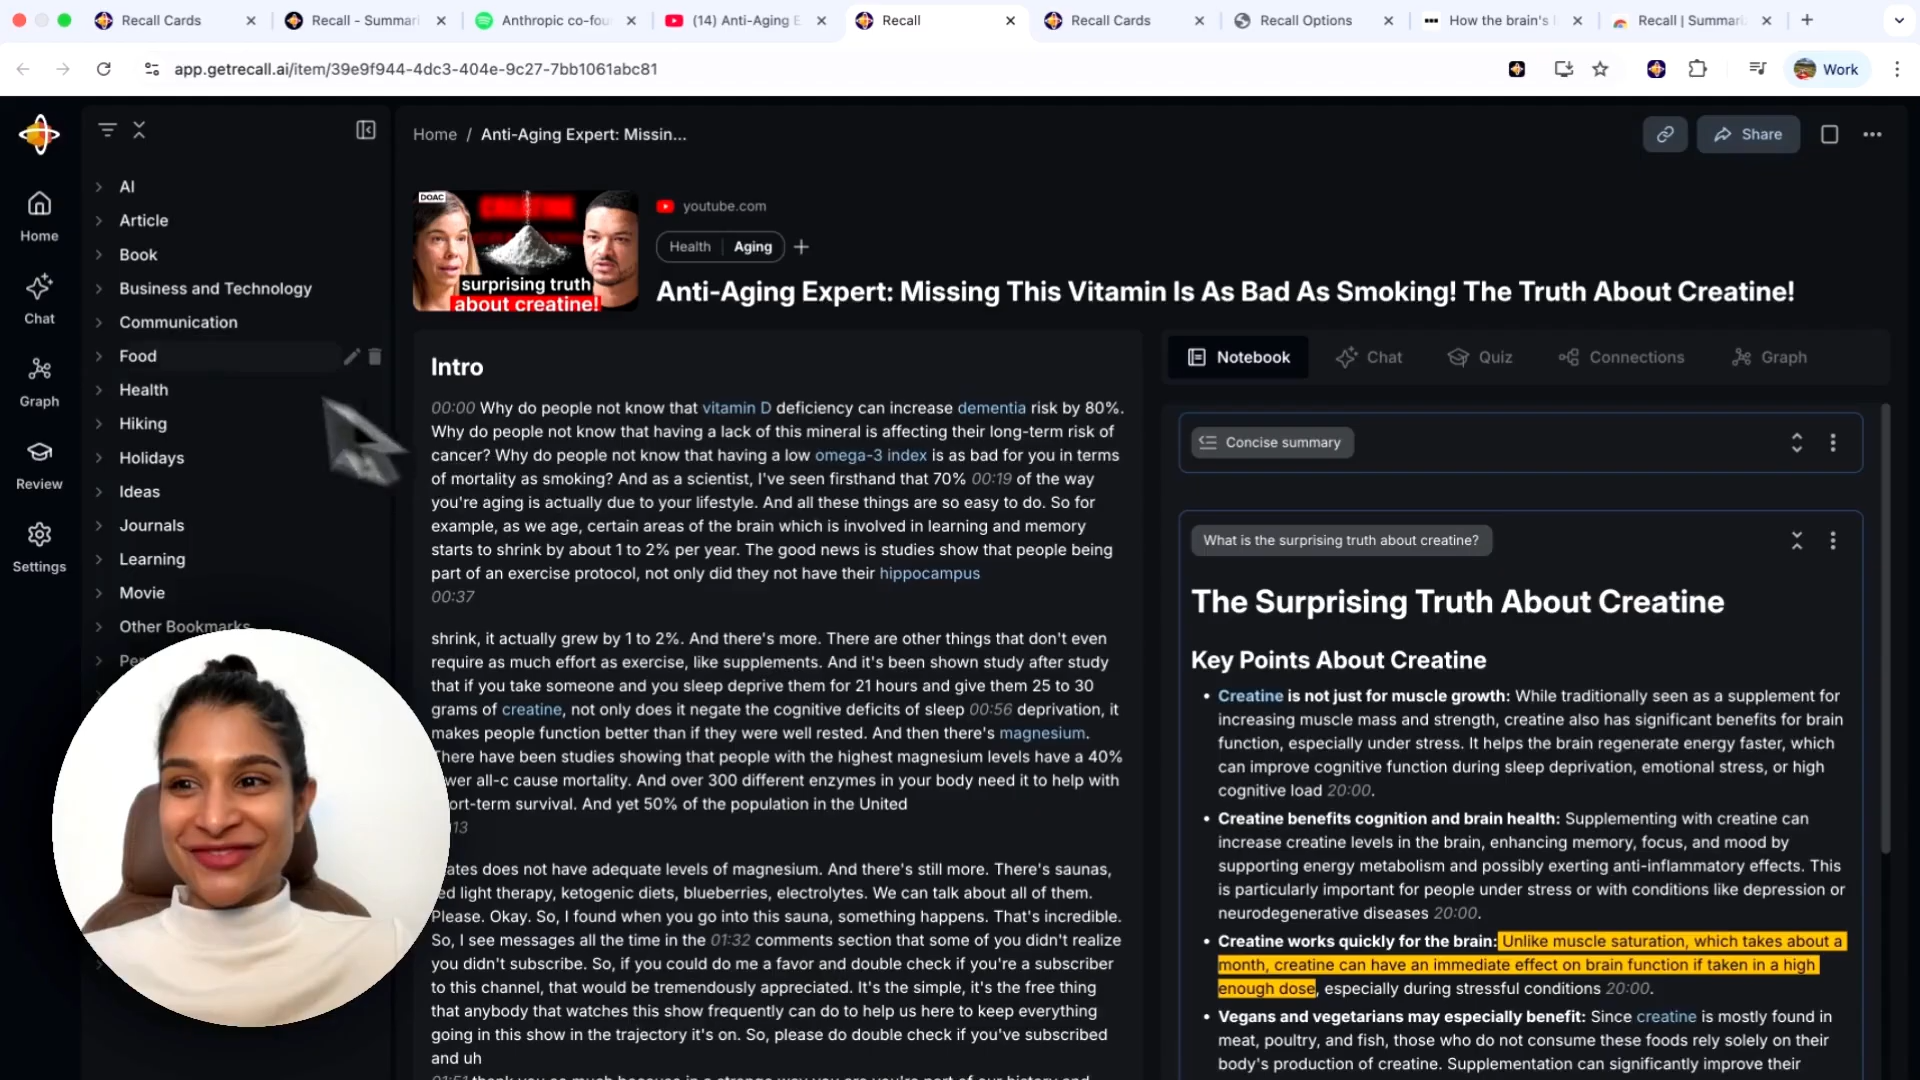 Recall Cards
Recall - Summari
Anthropic co-fou
(14) Anti-Aging E
Recall
Recall Cards
Recall Options
How the brain's
Recall | Summari
app.getrecall.ai/item/39e9f944-4dc3-404e-9c27-7bb1061abc81
Work
Home
Chat
Graph
Review
Settings
AI
Article
Book
Business and Technology
Communication
Food
Health
Hiking
Holidays
Ideas
Journals
Learning
Movie
Other Bookmarks
Home / Anti-Aging Expert: Missin...
Share
DOAC
CREATINE
surprising truth
about creatine!
youtube.com
Health | Aging
Anti-Aging Expert: Missing This Vitamin Is As Bad As Smoking! The Truth About Creatine!
Intro
00:00 Why do people not know that vitamin D deficiency can increase dementia risk by 80%.
Why do people not know that having a lack of this mineral is affecting their long-term risk of
cancer? Why do people not know that having a low omega-3 index is as bad for you in terms
of mortality as smoking? And as a scientist, I've seen firsthand that 70% 00:19 of the way
you're aging is actually due to your lifestyle. And all these things are so easy to do. So for
example, as we age, certain areas of the brain which is involved in learning and memory
starts to shrink by about 1 to 2% per year. The good news is studies show that people being
part of an exercise protocol, not only did they not have their hippocampus
00:37
shrink, it actually grew by 1 to 2%. And there's more. There are other things that don't even
require as much effort as exercise, like supplements. And it's been shown study after study
that if you take someone and you sleep deprive them for 21 hours and give them 25 to 30
grams of creatine, not only does it negate the cognitive deficits of sleep 00:56 deprivation, it
makes people function better than if they were well rested. And then there's magnesium.
There have been studies showing that people with the highest magnesium levels have a 40%
wer all-c cause mortality. And over 300 different enzymes in your body need it to help with
ort-term survival. And yet 50% of the population in the United
13
ates does not have adequate levels of magnesium. And there's still more. There's saunas,
ed light therapy, ketogenic diets, blueberries, electrolytes. We can talk about all of them.
Please. Okay. So, I found when you go into this sauna, something happens. That's incredible.
So, I see messages all the time in the 01:32 comments section that some of you didn't realize
you didn't subscribe. So, if you could do me a favor and double check if you're a subscriber
to this channel, that would be tremendously appreciated. It's the simple, it's the free thing
that anybody that watches this show frequently can do to help us here to keep everything
going in this show in the trajectory it's on. So, please do double check if you've subscribed
and uh
Notebook
Chat
Quiz
Connections
Graph
Concise summary
What is the surprising truth about creatine?
The Surprising Truth About Creatine
Key Points About Creatine
• Creatine is not just for muscle growth: While traditionally seen as a supplement for
increasing muscle mass and strength, creatine also has significant benefits for brain
function, especially under stress. It helps the brain regenerate energy faster, which
can improve cognitive function during sleep deprivation, emotional stress, or high
cognitive load 20:00.
• Creatine benefits cognition and brain health: Supplementing with creatine can
increase creatine levels in the brain, enhancing memory, focus, and mood by
supporting energy metabolism and possibly exerting anti-inflammatory effects. This
is particularly important for people under stress or with conditions like depression or
neurodegenerative diseases 20:00.
• Creatine works quickly for the brain: Unlike muscle saturation, which takes about a
month, creatine can have an immediate effect on brain function if taken in a high
enough dose, especially during stressful conditions 20:00.
• Vegans and vegetarians may especially benefit: Since creatine is mostly found in
meat, poultry, and fish, those who do not consume these foods rely solely on their
body's production of creatine. Supplementation can significantly improve their